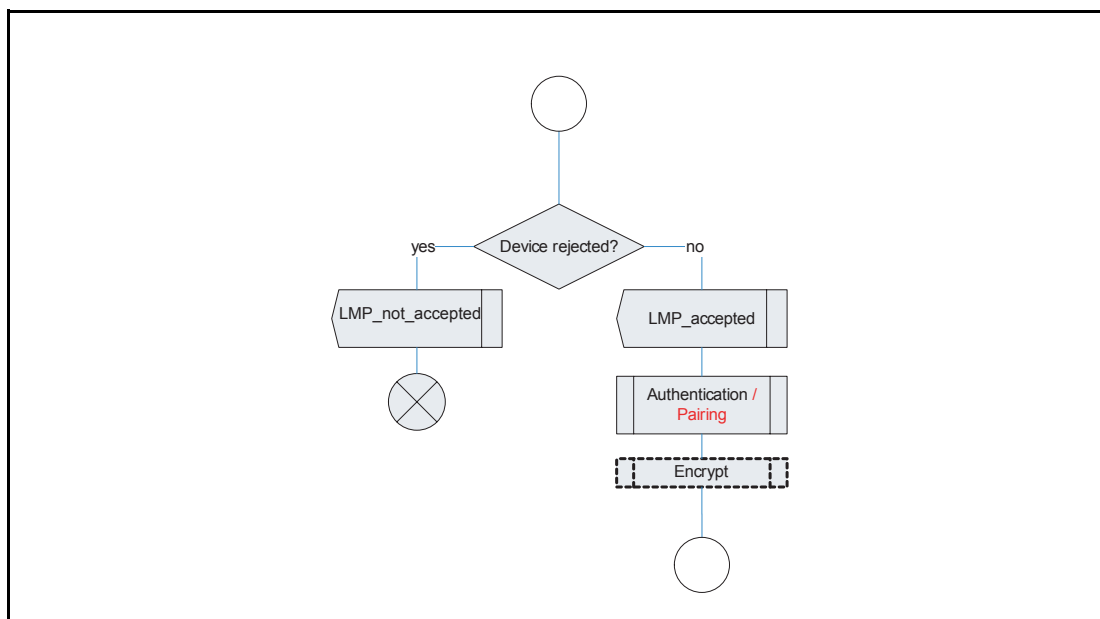 Device rejected?
yes
no
LMP_not_accepted
LMP_accepted
Authentication /
Pairing
Encrypt